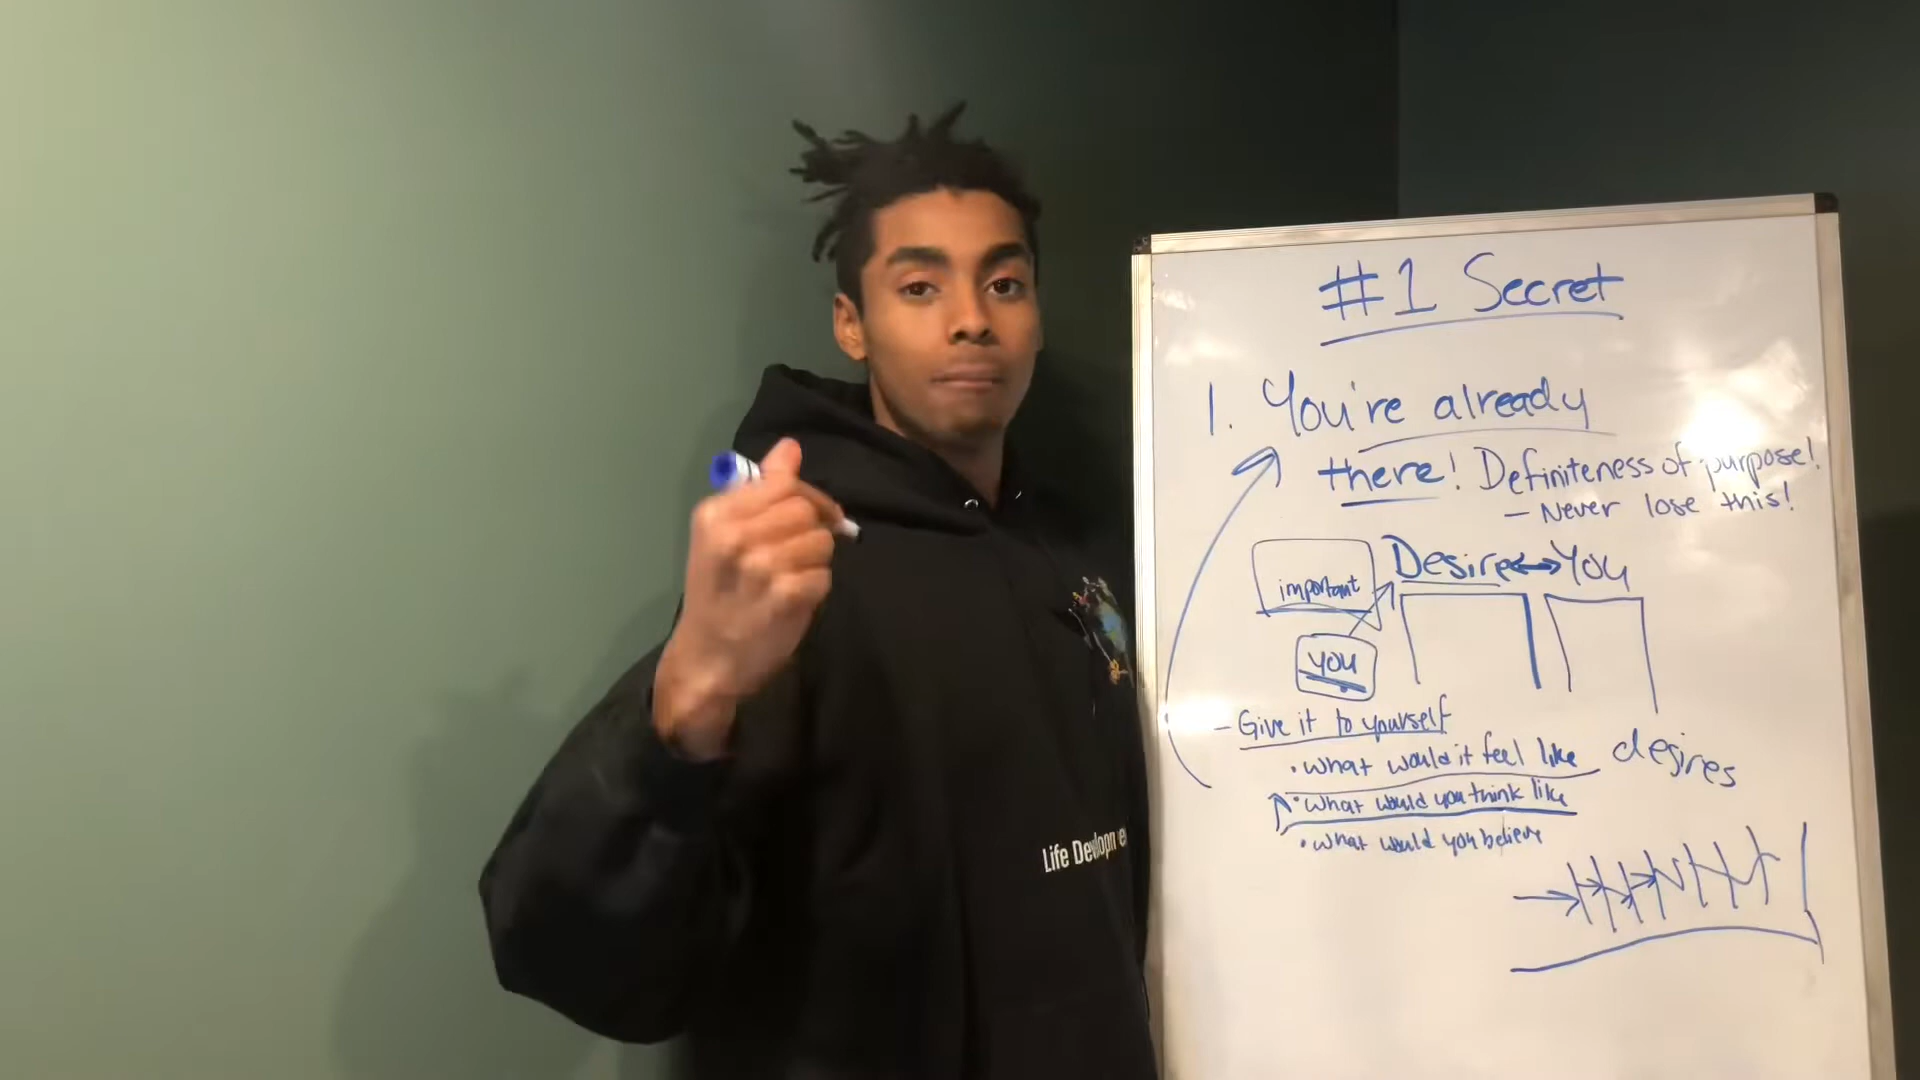 #1 Secret
1. You're already
there! Definiteness of purpose!
- Never lose this!
Desire ↔ You
important
you
- Give it to yourself
• What would it feel like
desires
• What would you think like
• What would you believe
Life Development